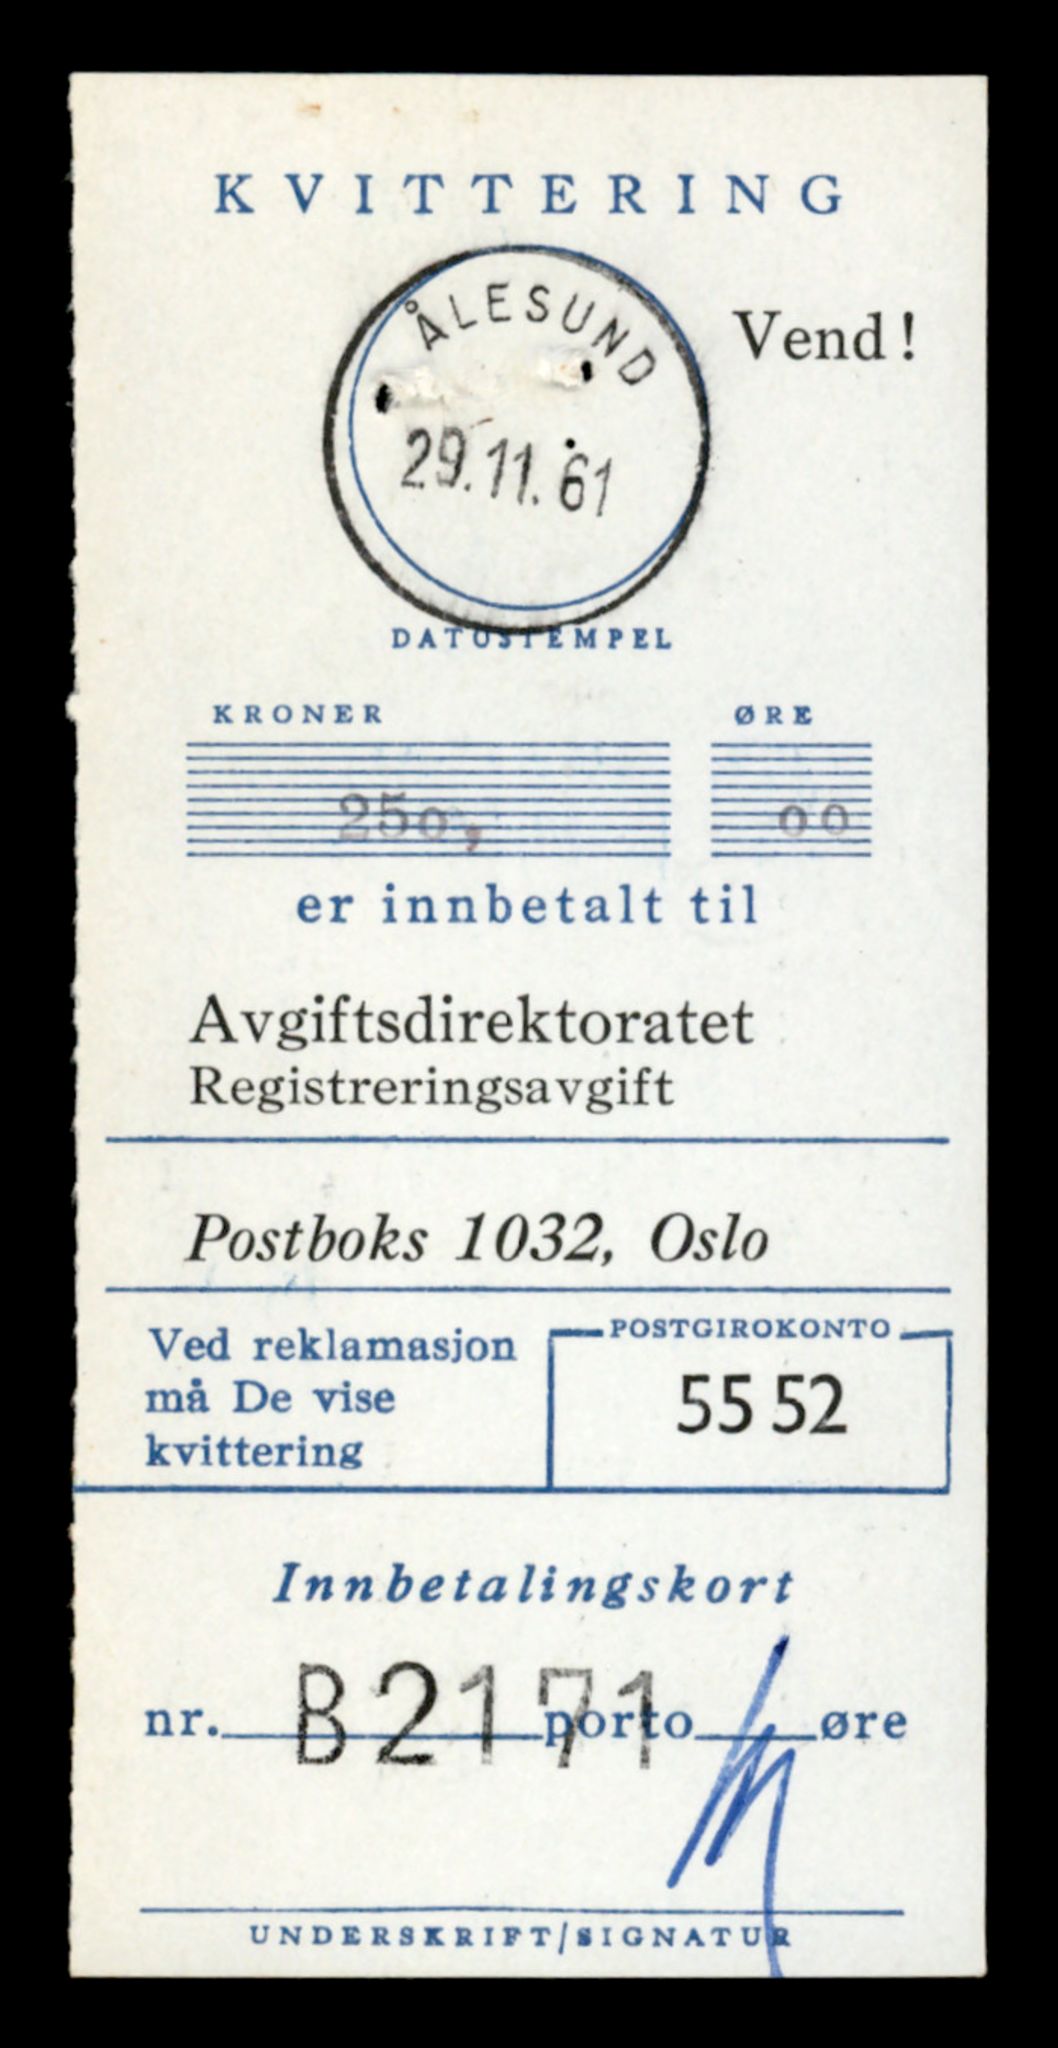 KVITTERING
ÅLESUND
Vend!
29.11.61
DATOSTEMPEL
KRONER ØRE
250, 00
er innbetalt til
Avgiftsdirektoratet
Registreringsavgift
Postboks 1032, Oslo
Ved reklamasjon
må De vise
kvittering
POSTGIROKONTO
55 52
Innbetalingskort
nr. B2171 porto øre
UNDERSKRIFT/SIGNATUR